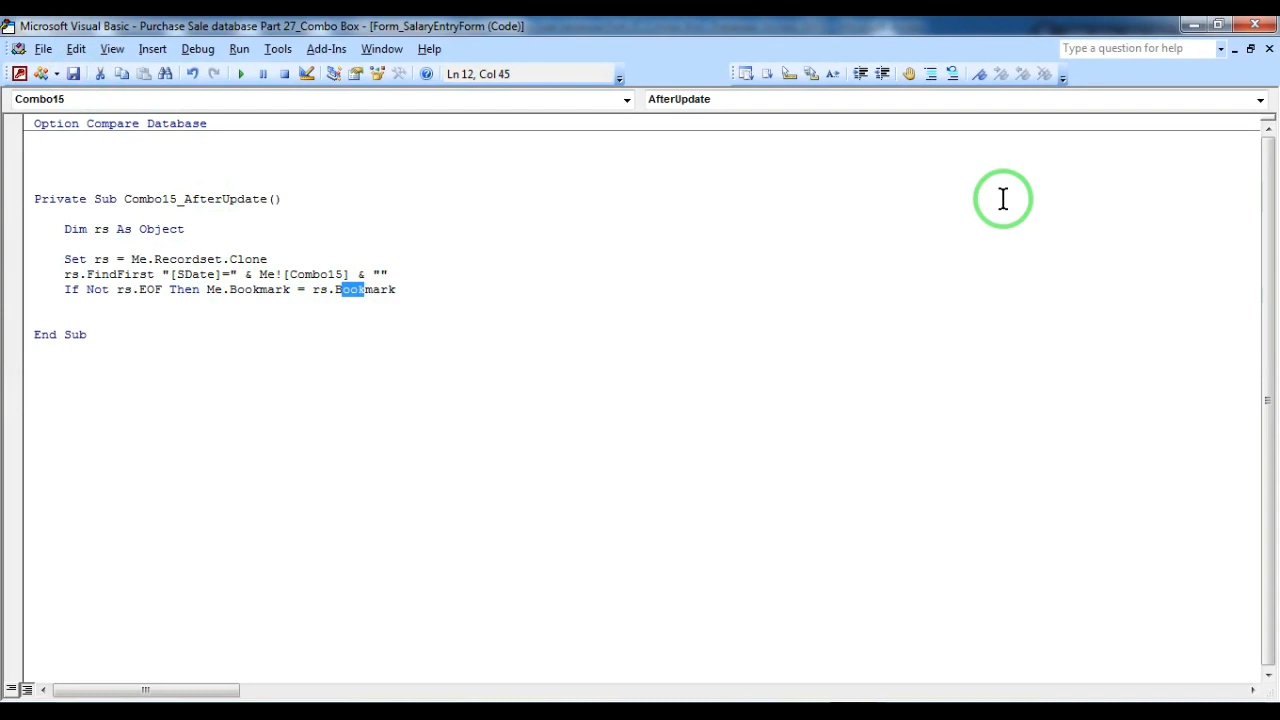 Microsoft Visual Basic - Purchase Sale database Part 27_Combo Box - [Form_SalaryEntryForm (Code)]
File Edit View Insert Debug Run Tools Add-Ins Window Help
Type a question for help
Ln 12, Col 45
Combo15
AfterUpdate
Option Compare Database
Private Sub Combo15_AfterUpdate()
Dim rs As Object
Set rs = Me.Recordset.Clone
rs.FindFirst "[SDate]=" & Me![Combo15] & ""
If Not rs.EOF Then Me.Bookmark = rs.Bookmark
End Sub